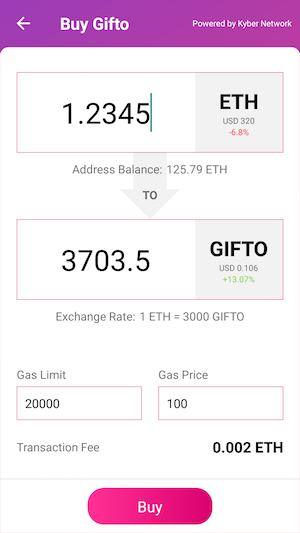 Buy Gifto
Powered by Kyber Network
1.2345
ETH
USD 320
-6.8%
Address Balance: 125.79 ETH
TO
3703.5
GIFTO
USD 0.106
+13.07%
Exchange Rate: 1 ETH = 3000 GIFTO
Gas Limit
Gas Price
20000
100
Transaction Fee
0.002 ETH
Buy